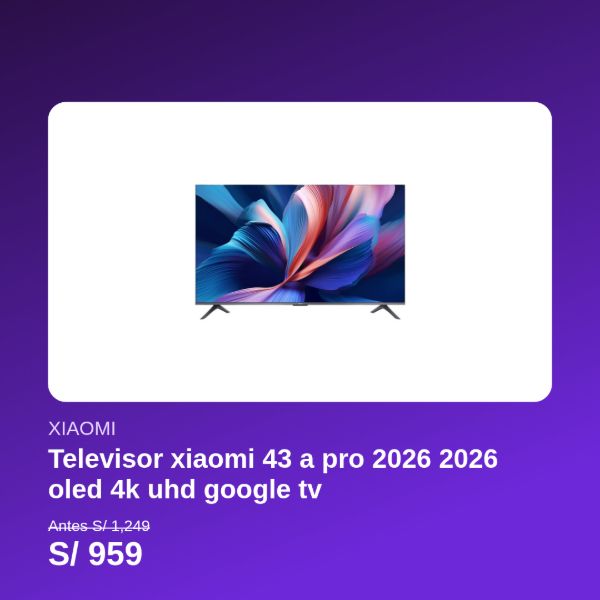 XIAOMI
Televisor xiaomi 43 a pro 2026 2026
oled 4k uhd google tv
Antes S/ 1,249
S/ 959